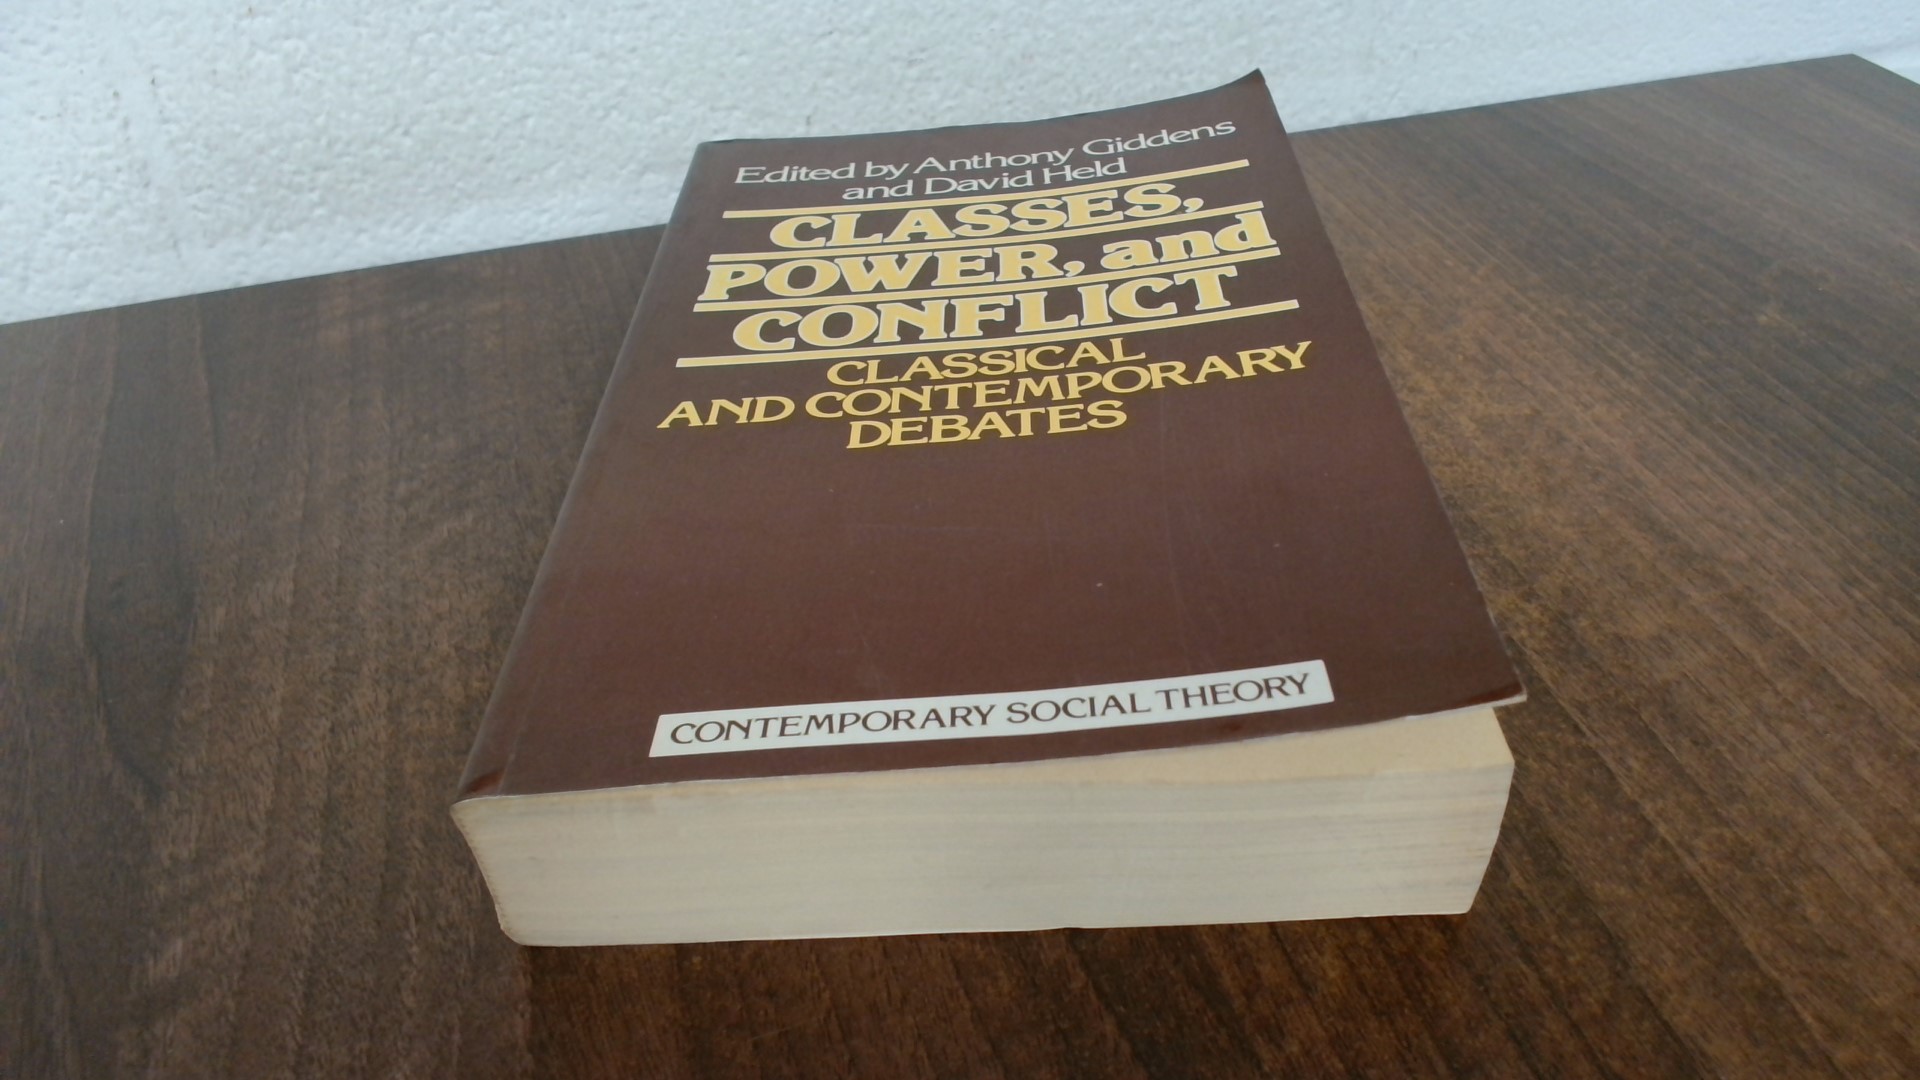 Edited by Anthony Giddens
and David Held
CLASSES,
POWER, and
CONFLICT
CLASSICAL
AND CONTEMPORARY
DEBATES
CONTEMPORARY SOCIAL THEORY